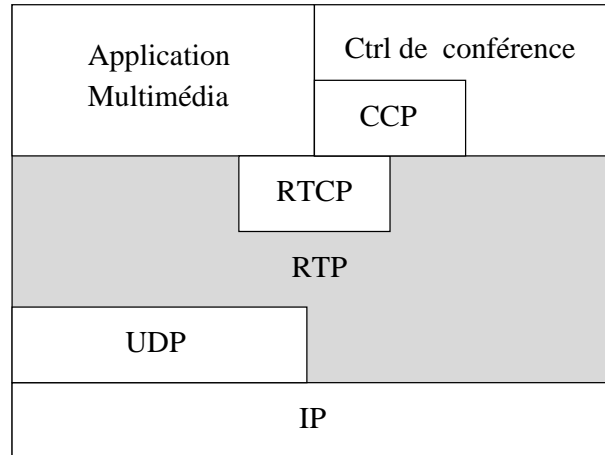 Application
Multimédia
Ctrl de conférence
CCP
RTCP
RTP
UDP
IP